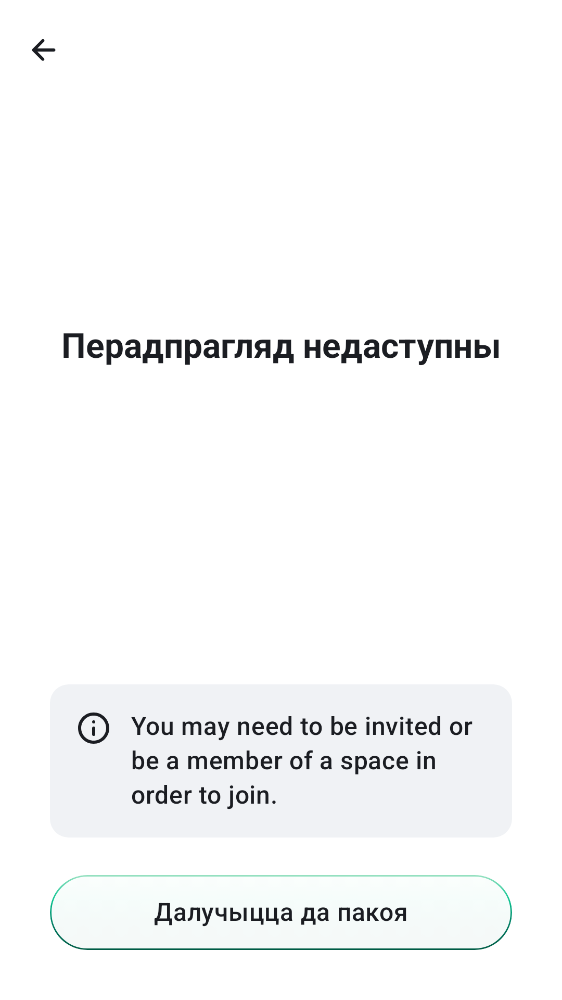 Перадпрагляд недаступны
You may need to be invited or
be a member of a space in
order to join.
Далучыцца да пакоя